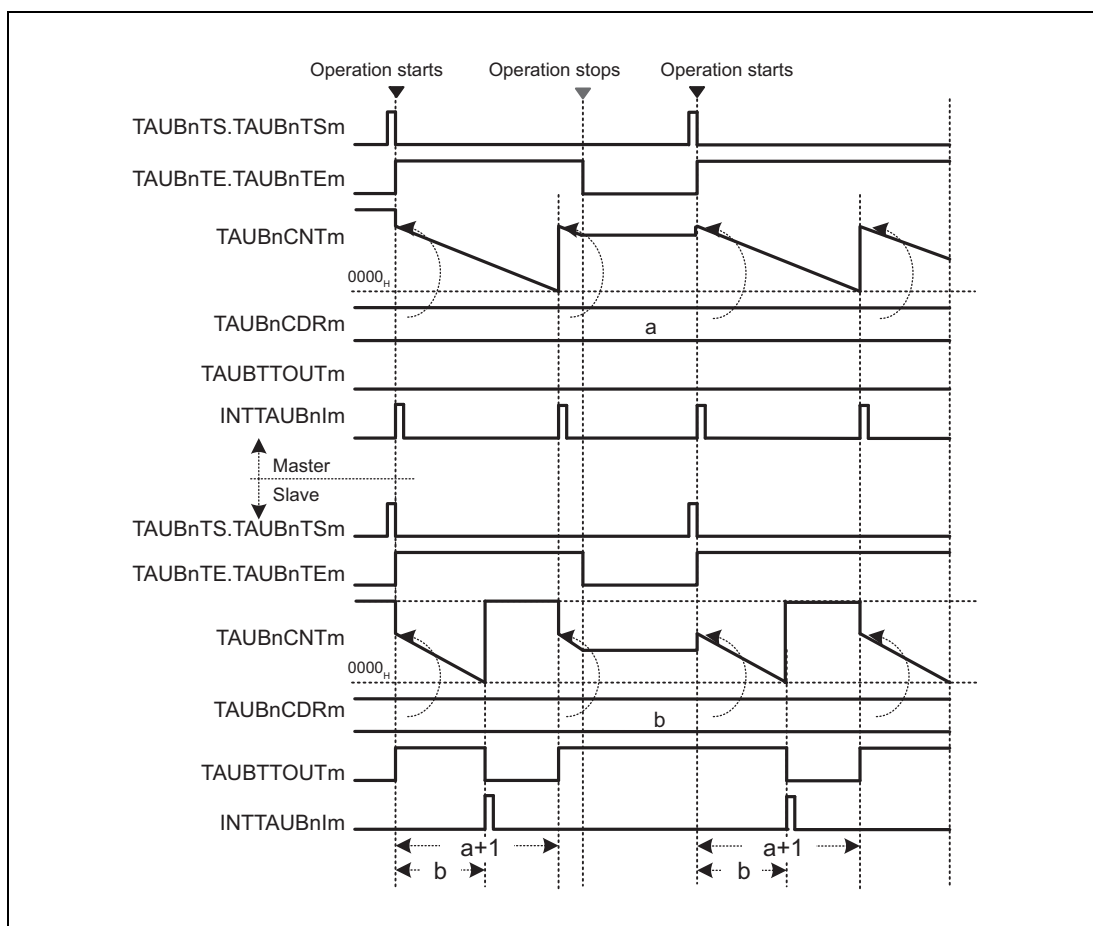 Operation starts Operation stops Operation starts
TAUBnTS.TAUBnTSm
TAUBnTE.TAUBnTEm
TAUBnCNTm
0000H
TAUBnCDRm
a
TAUBTTOUTm
INTTAUBnIm
Master
Slave
TAUBnTS.TAUBnTSm
TAUBnTE.TAUBnTEm
TAUBnCNTm
0000H
TAUBnCDRm
b
TAUBTTOUTm
INTTAUBnIm
a+1 a+1
b b